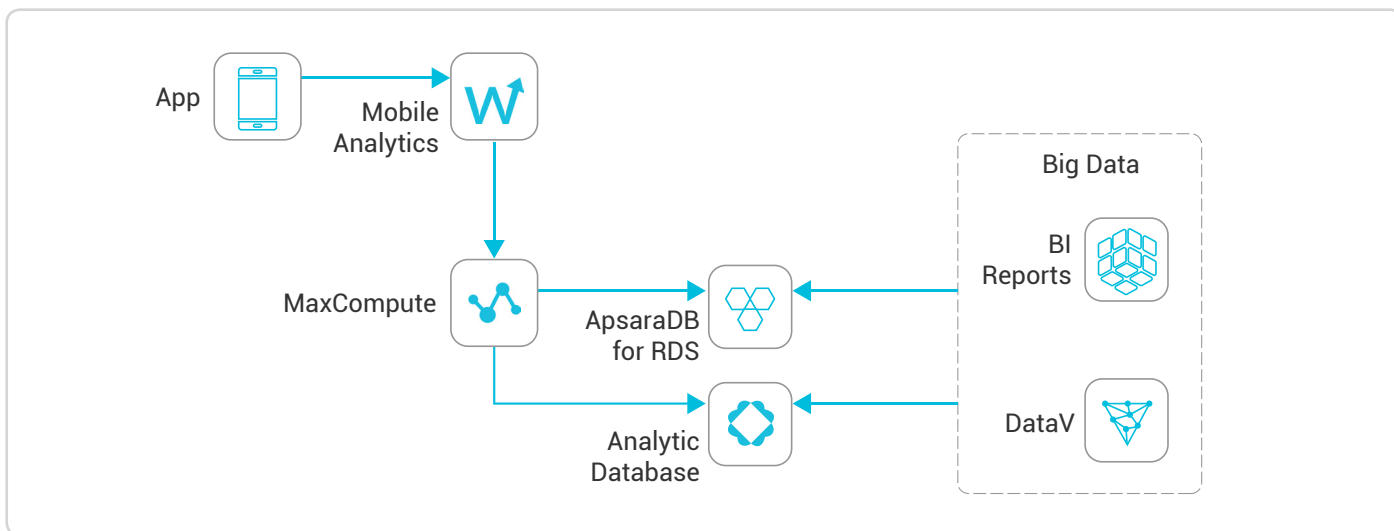 App
Mobile
Analytics
Big Data
BI
Reports
MaxCompute
ApsaraDB
for RDS
DataV
Analytic
Database